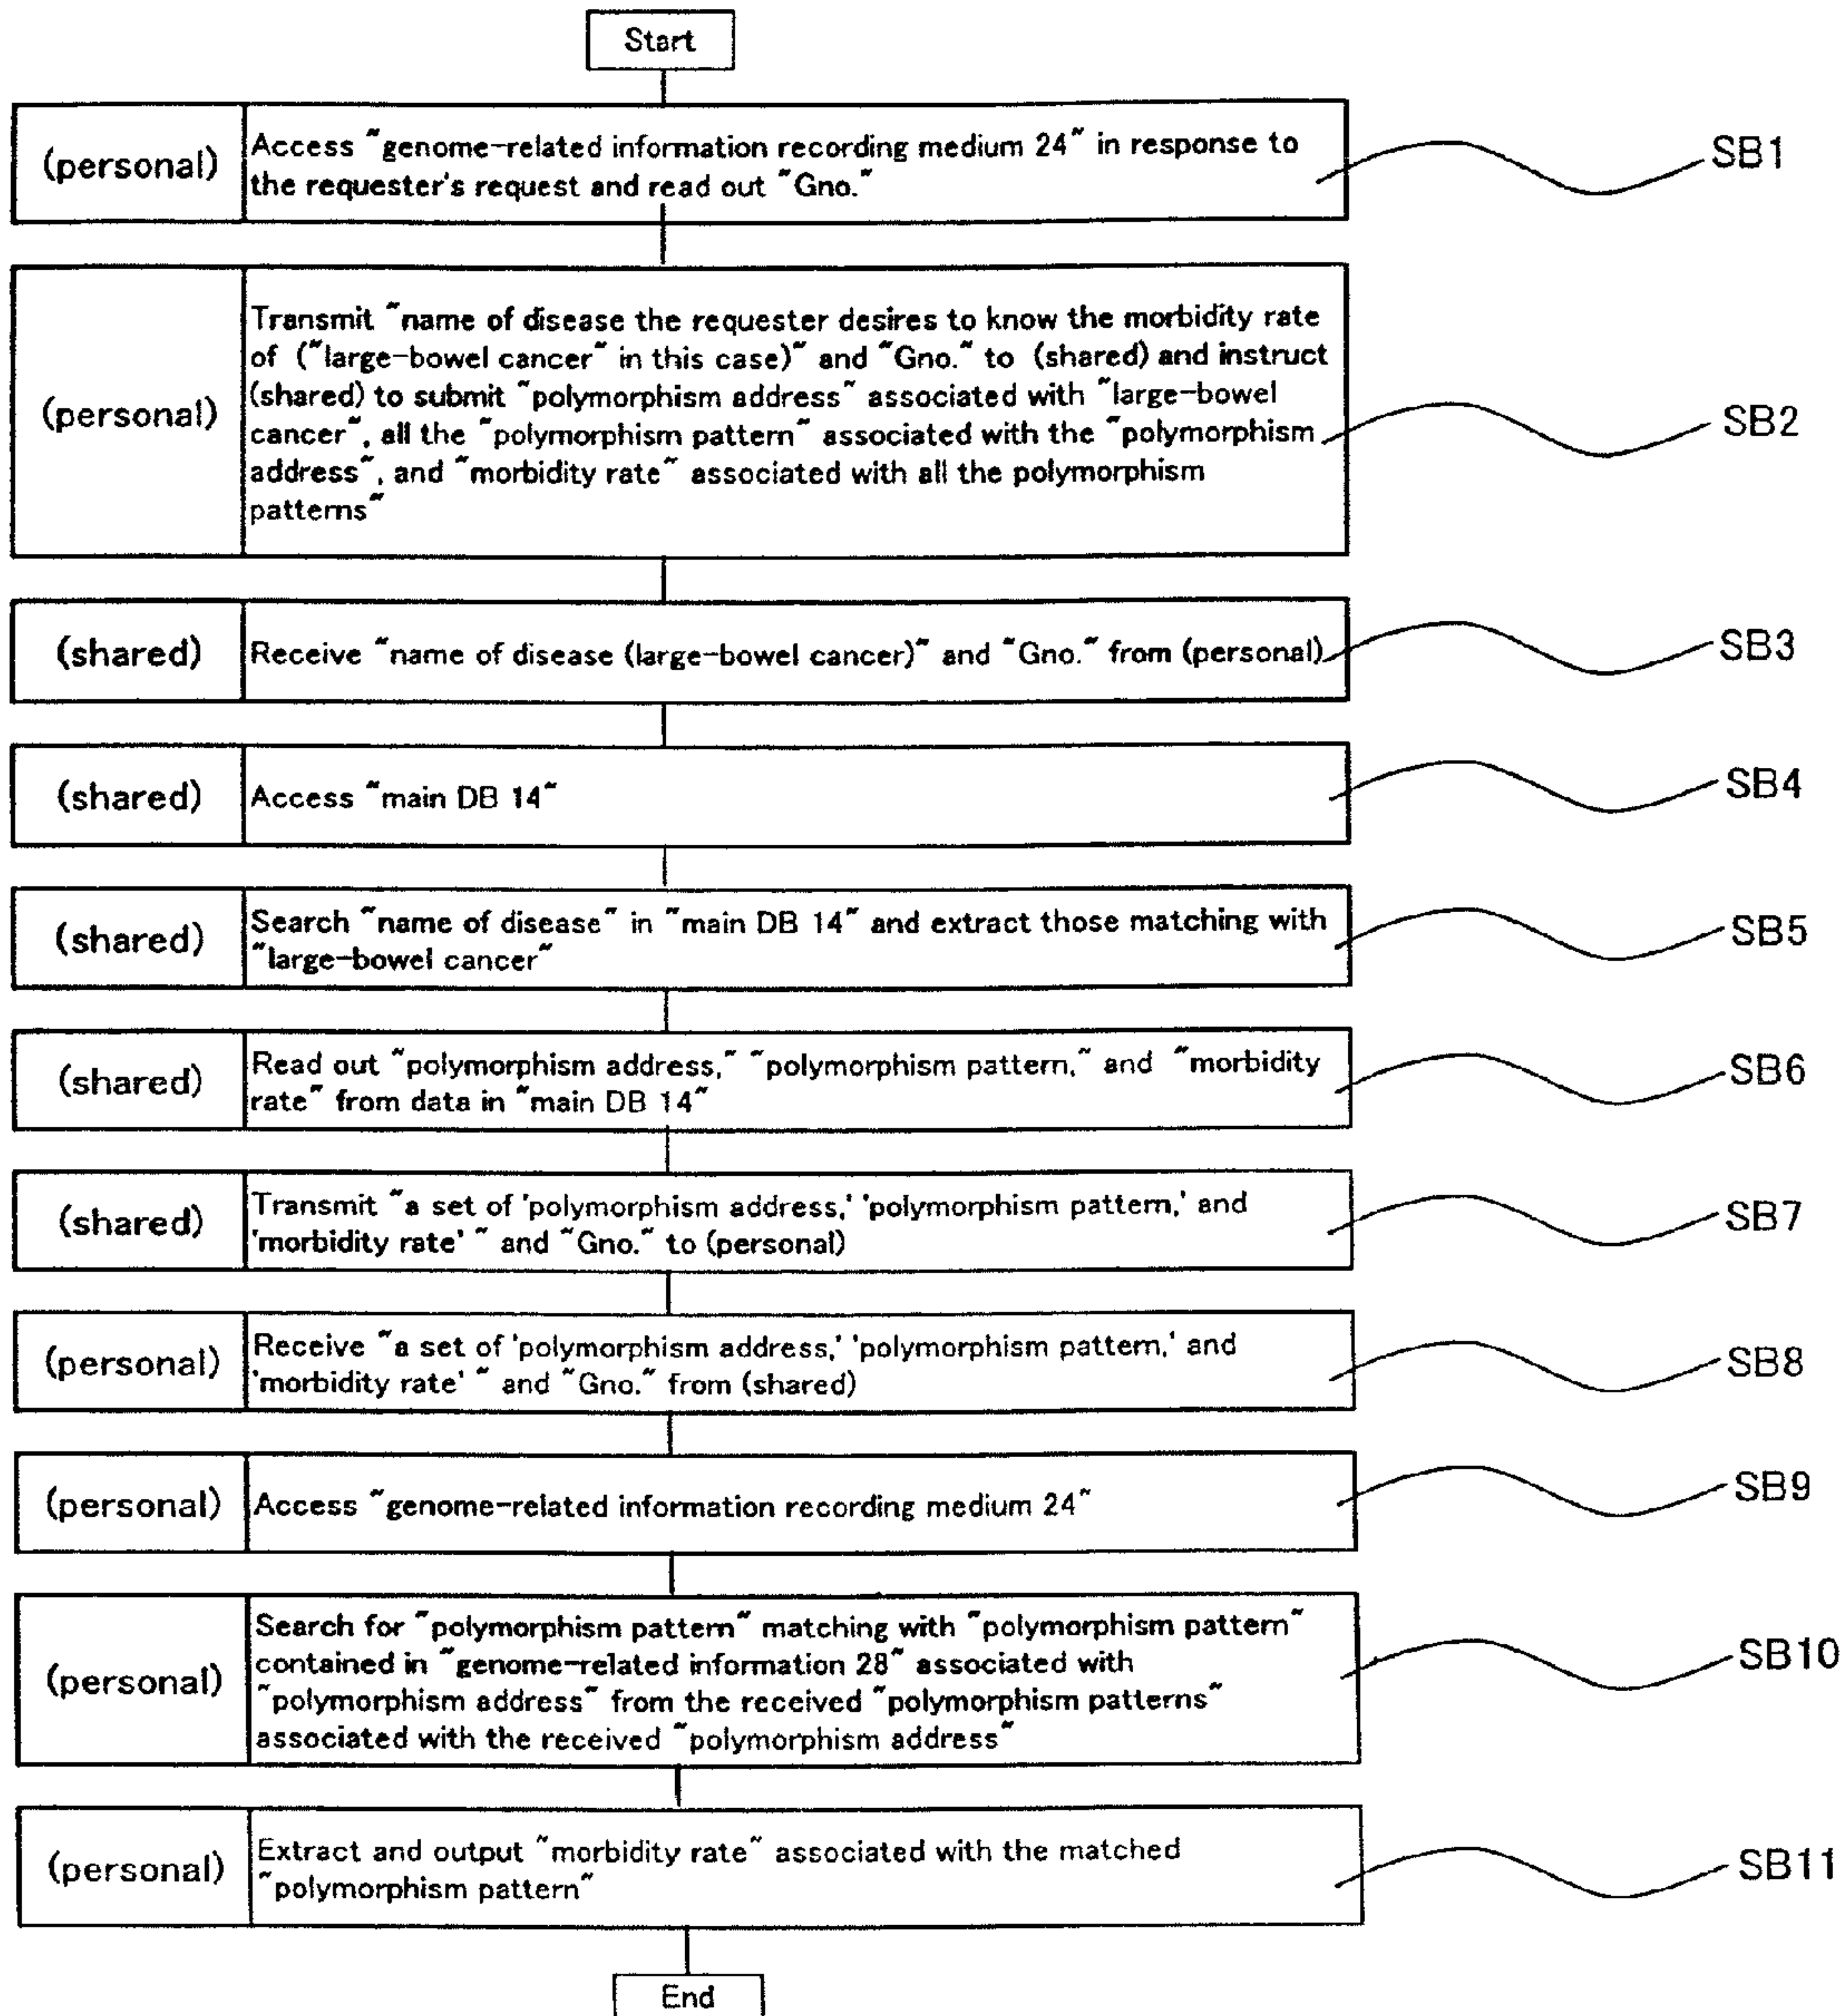 Start
(personal)
Access "genome-related information recording medium 24" in response to
the requester's request and read out "Gno."
SB1
(personal)
Transmit "name of disease the requester desires to know the morbidity rate
of ("large-bowel cancer" in this case)" and "Gno." to (shared) and instruct
(shared) to submit "polymorphism address" associated with "large-bowel
cancer", all the "polymorphism pattern" associated with the "polymorphism
address", and "morbidity rate" associated with all the polymorphism
patterns"
SB2
(shared)
Receive "name of disease (large-bowel cancer)" and "Gno." from (personal)
SB3
(shared)
Access "main DB 14"
SB4
(shared)
Search "name of disease" in "main DB 14" and extract those matching with
"large-bowel cancer"
SB5
(shared)
Read out "polymorphism address," "polymorphism pattern," and "morbidity
rate" from data in "main DB 14"
SB6
(shared)
Transmit "a set of 'polymorphism address,' 'polymorphism pattern,' and
'morbidity rate' " and "Gno." to (personal)
SB7
(personal)
Receive "a set of 'polymorphism address,' 'polymorphism pattern,' and
'morbidity rate' " and "Gno." from (shared)
SB8
(personal)
Access "genome-related information recording medium 24"
SB9
(personal)
Search for "polymorphism pattern" matching with "polymorphism pattern"
contained in "genome-related information 28" associated with
"polymorphism address" from the received "polymorphism patterns"
associated with the received "polymorphism address"
SB10
(personal)
Extract and output "morbidity rate" associated with the matched
"polymorphism pattern"
SB11
End